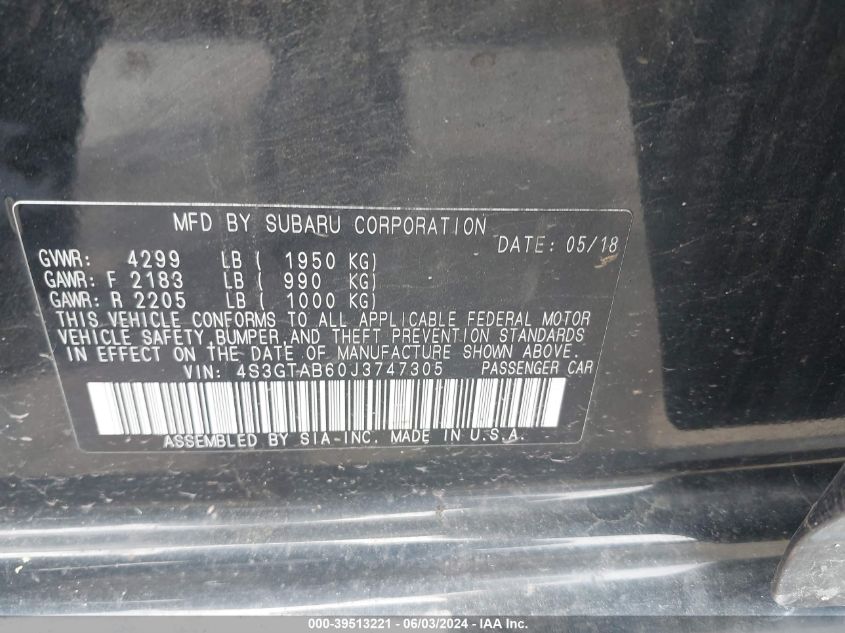 MFD BY SUBARU CORPORATION
DATE: 05/18
GVWR: 4299 LB ( 1950 KG)
GAWR: F 2183 LB ( 990 KG)
GAWR: R 2205 LB ( 1000 KG)
THIS VEHICLE CONFORMS TO ALL APPLICABLE FEDERAL MOTOR
VEHICLE SAFETY, BUMPER, AND THEFT PREVENTION STANDARDS
IN EFFECT ON THE DATE OF MANUFACTURE SHOWN ABOVE.
VIN: 4S3GTAB60J3747305 PASSENGER CAR
ASSEMBLED BY SIA-INC. MADE IN U.S.A.
000-39513221 - 06/03/2024 - IAA Inc.